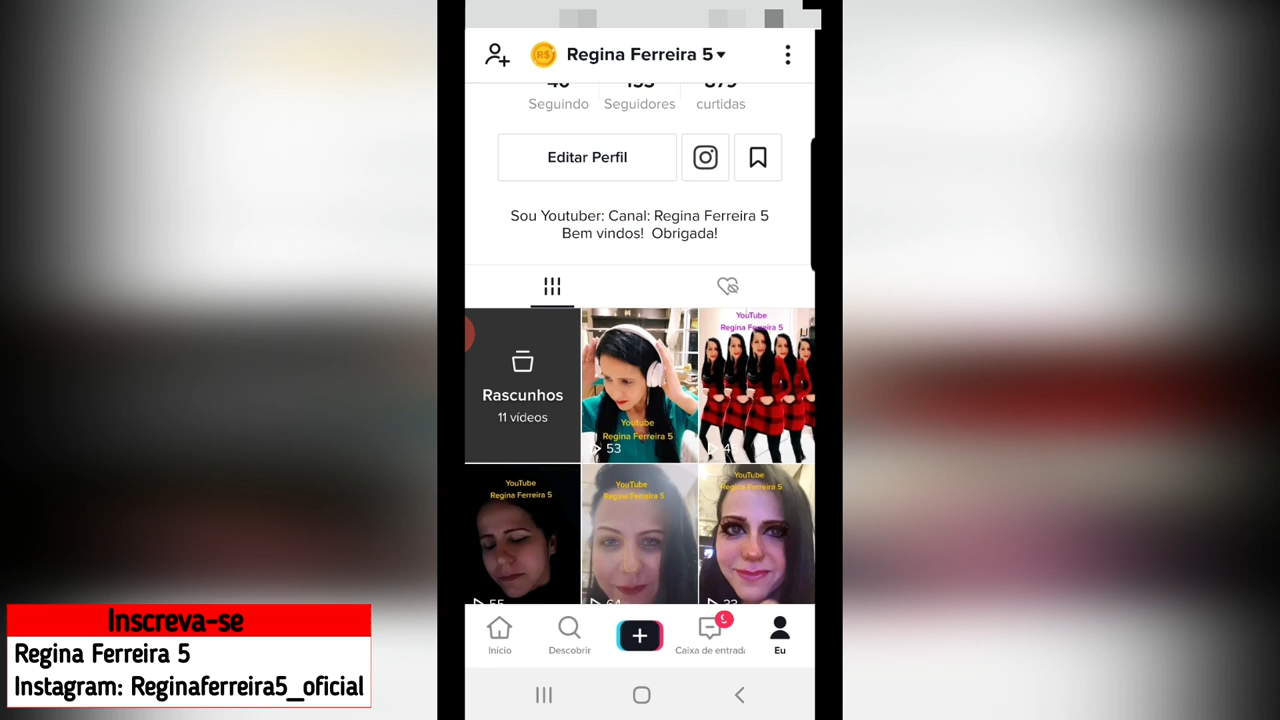 R$ Regina Ferreira 5
Seguindo Seguidores curtidas
Editar Perfil
Sou Youtuber: Canal: Regina Ferreira 5
Bem vindos! Obrigada!
Rascunhos
11 vídeos
Youtube
Regina Ferreira 5
53
YouTube
Regina Ferreira 5
YouTube
Regina Ferreira 5
YouTube
Regina Ferreira 5
YouTube
Regina Ferreira 5
Início
Descobrir
Caixa de entrada
Eu
Inscreva-se
Regina Ferreira 5
Instagram: Reginaferreira5_oficial